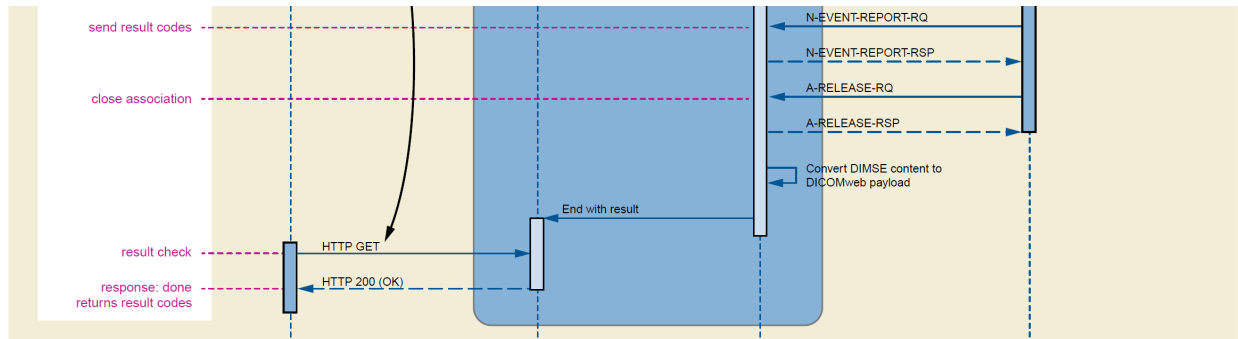 send result codes
N-EVENT-REPORT-RQ
N-EVENT-REPORT-RSP
close association
A-RELEASE-RQ
A-RELEASE-RSP
Convert DIMSE content to
DICOMweb payload
End with result
result check
HTTP GET
response: done
returns result codes
HTTP 200 (OK)